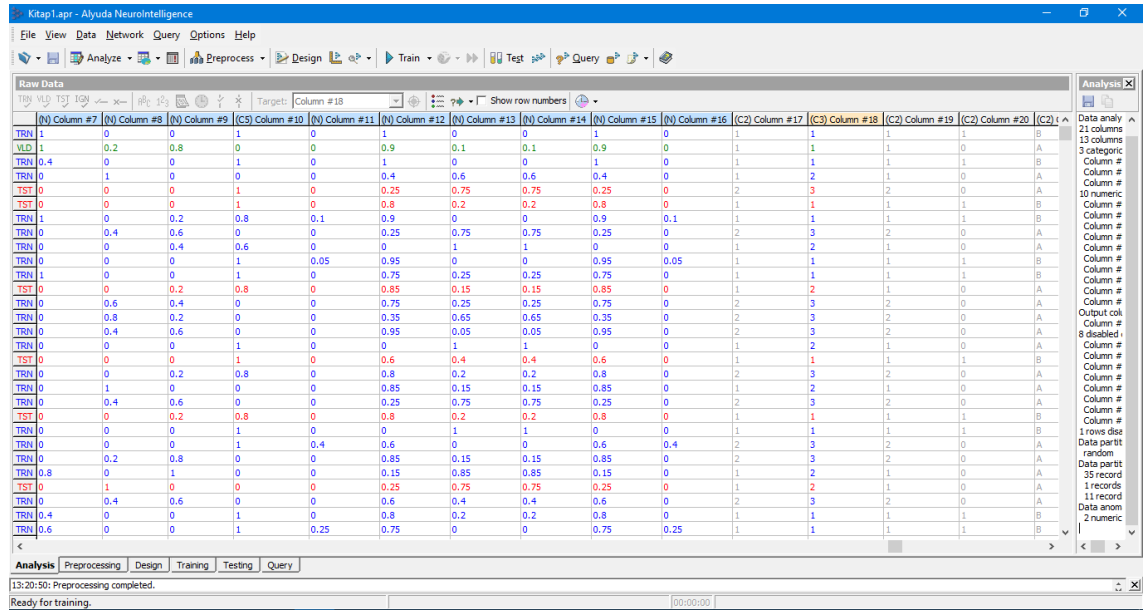 Kitap1.apr - Alyuda NeuroIntelligence
File View Data Network Query Options Help
Analyze Preprocess Design Train Test Query
Raw Data
Analysis
TRN VLD TST IGN Target: Column #18 Show row numbers
(N) Column #7 (N) Column #8 (N) Column #9 (C5) Column #10 (N) Column #11 (N) Column #12 (N) Column #13 (N) Column #14 (N) Column #15 (N) Column #16 (C2) Column #17 (C3) Column #18 (C2) Column #19 (C2) Column #20 (C2)
TRN 1 0 0 1 0 1 0 0 1 0 1 1 1 1 B
VLD 1 0.2 0.8 0 0 0.9 0.1 0.1 0.9 0 1 1 1 0 A
TRN 0.4 0 0 1 0 1 0 0 1 0 1 1 1 1 B
TRN 0 1 0 0 0 0.4 0.6 0.6 0.4 0 1 2 1 0 A
TST 0 0 0 1 0 0.25 0.75 0.75 0.25 0 2 3 2 0 A
TST 0 0 0 1 0 0.8 0.2 0.2 0.8 0 1 1 1 1 B
TRN 1 0 0.2 0.8 0.1 0.9 0 0 0.9 0.1 1 1 1 1 B
TRN 0 0.4 0.6 0 0 0.25 0.75 0.75 0.25 0 2 3 2 0 A
TRN 0 0 0.4 0.6 0 0 1 1 0 0 1 2 1 0 A
TRN 0 0 0 1 0.05 0.95 0 0 0.95 0.05 1 1 1 1 B
TRN 1 0 0 1 0 0.75 0.25 0.25 0.75 0 1 1 1 1 B
TST 0 0 0.2 0.8 0 0.85 0.15 0.15 0.85 0 1 2 1 0 A
TRN 0 0.6 0.4 0 0 0.75 0.25 0.25 0.75 0 2 3 2 0 A
TRN 0 0.8 0.2 0 0 0.35 0.65 0.65 0.35 0 2 3 2 0 A
TRN 0 0.4 0.6 0 0 0.95 0.05 0.05 0.95 0 2 3 2 0 A
TRN 0 0 0 1 0 0 1 1 0 0 1 2 1 0 A
TST 0 0 0 1 0 0.6 0.4 0.4 0.6 0 1 1 1 1 B
TRN 0 0 0.2 0.8 0 0.8 0.2 0.2 0.8 0 2 3 2 0 A
TRN 0 1 0 0 0 0.85 0.15 0.15 0.85 0 1 2 1 0 A
TRN 0 0.4 0.6 0 0 0.25 0.75 0.75 0.25 0 2 3 2 0 A
TST 0 0 0.2 0.8 0 0.8 0.2 0.2 0.8 0 1 1 1 1 B
TRN 0 0 0 1 0 0 1 1 0 0 1 1 1 1 B
TRN 0 0 0 1 0.4 0.6 0 0 0.6 0.4 2 3 2 0 A
TRN 0 0.2 0.8 0 0 0.85 0.15 0.15 0.85 0 2 3 2 0 A
TRN 0.8 0 1 0 0 0.15 0.85 0.85 0.15 0 1 2 1 0 A
TST 0 1 0 0 0 0.25 0.75 0.75 0.25 0 1 2 1 0 A
TRN 0 0.4 0.6 0 0 0.6 0.4 0.4 0.6 0 2 3 2 0 A
TRN 0.4 0 0 1 0 0.8 0.2 0.2 0.8 0 1 1 1 1 B
TRN 0.6 0 0 1 0.25 0.75 0 0 0.75 0.25 1 1 1 1 B
Data analy
21 columns
13 columns
3 categoric
Column #
Column #
Column #
10 numeric
Column #
Column #
Column #
Column #
Column #
Column #
Column #
Column #
Column #
Column #
Output colu
Column #
8 disabled
Column #
Column #
Column #
Column #
Column #
Column #
Column #
Column #
1 rows disa
Data partit
random
Data partit
35 record
1 records
11 record
Data anom
2 numeric
Analysis Preprocessing Design Training Testing Query
13:20:50: Preprocessing completed.
Ready for training. 00:00:00